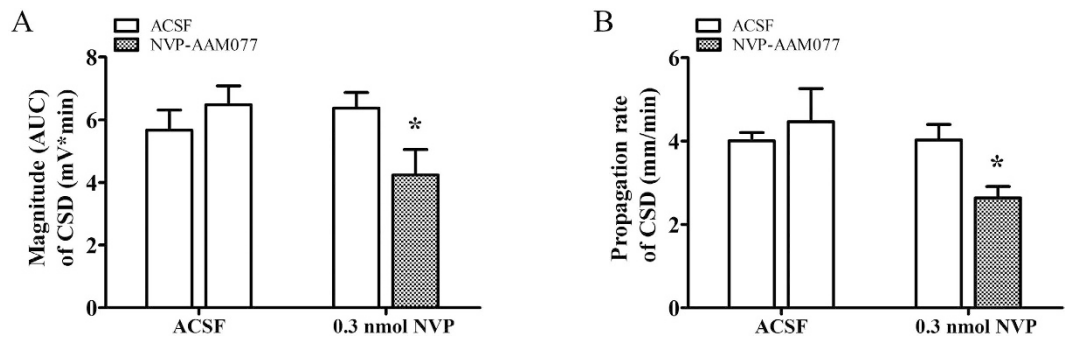 A
ACSF
NVP-AAM077
Magnitude (AUC)
of CSD (mV*min)
8
6
4
2
0
*
ACSF
0.3 nmol NVP
B
ACSF
NVP-AAM077
Propagation rate
of CSD (mm/min)
6
4
2
0
*
ACSF
0.3 nmol NVP